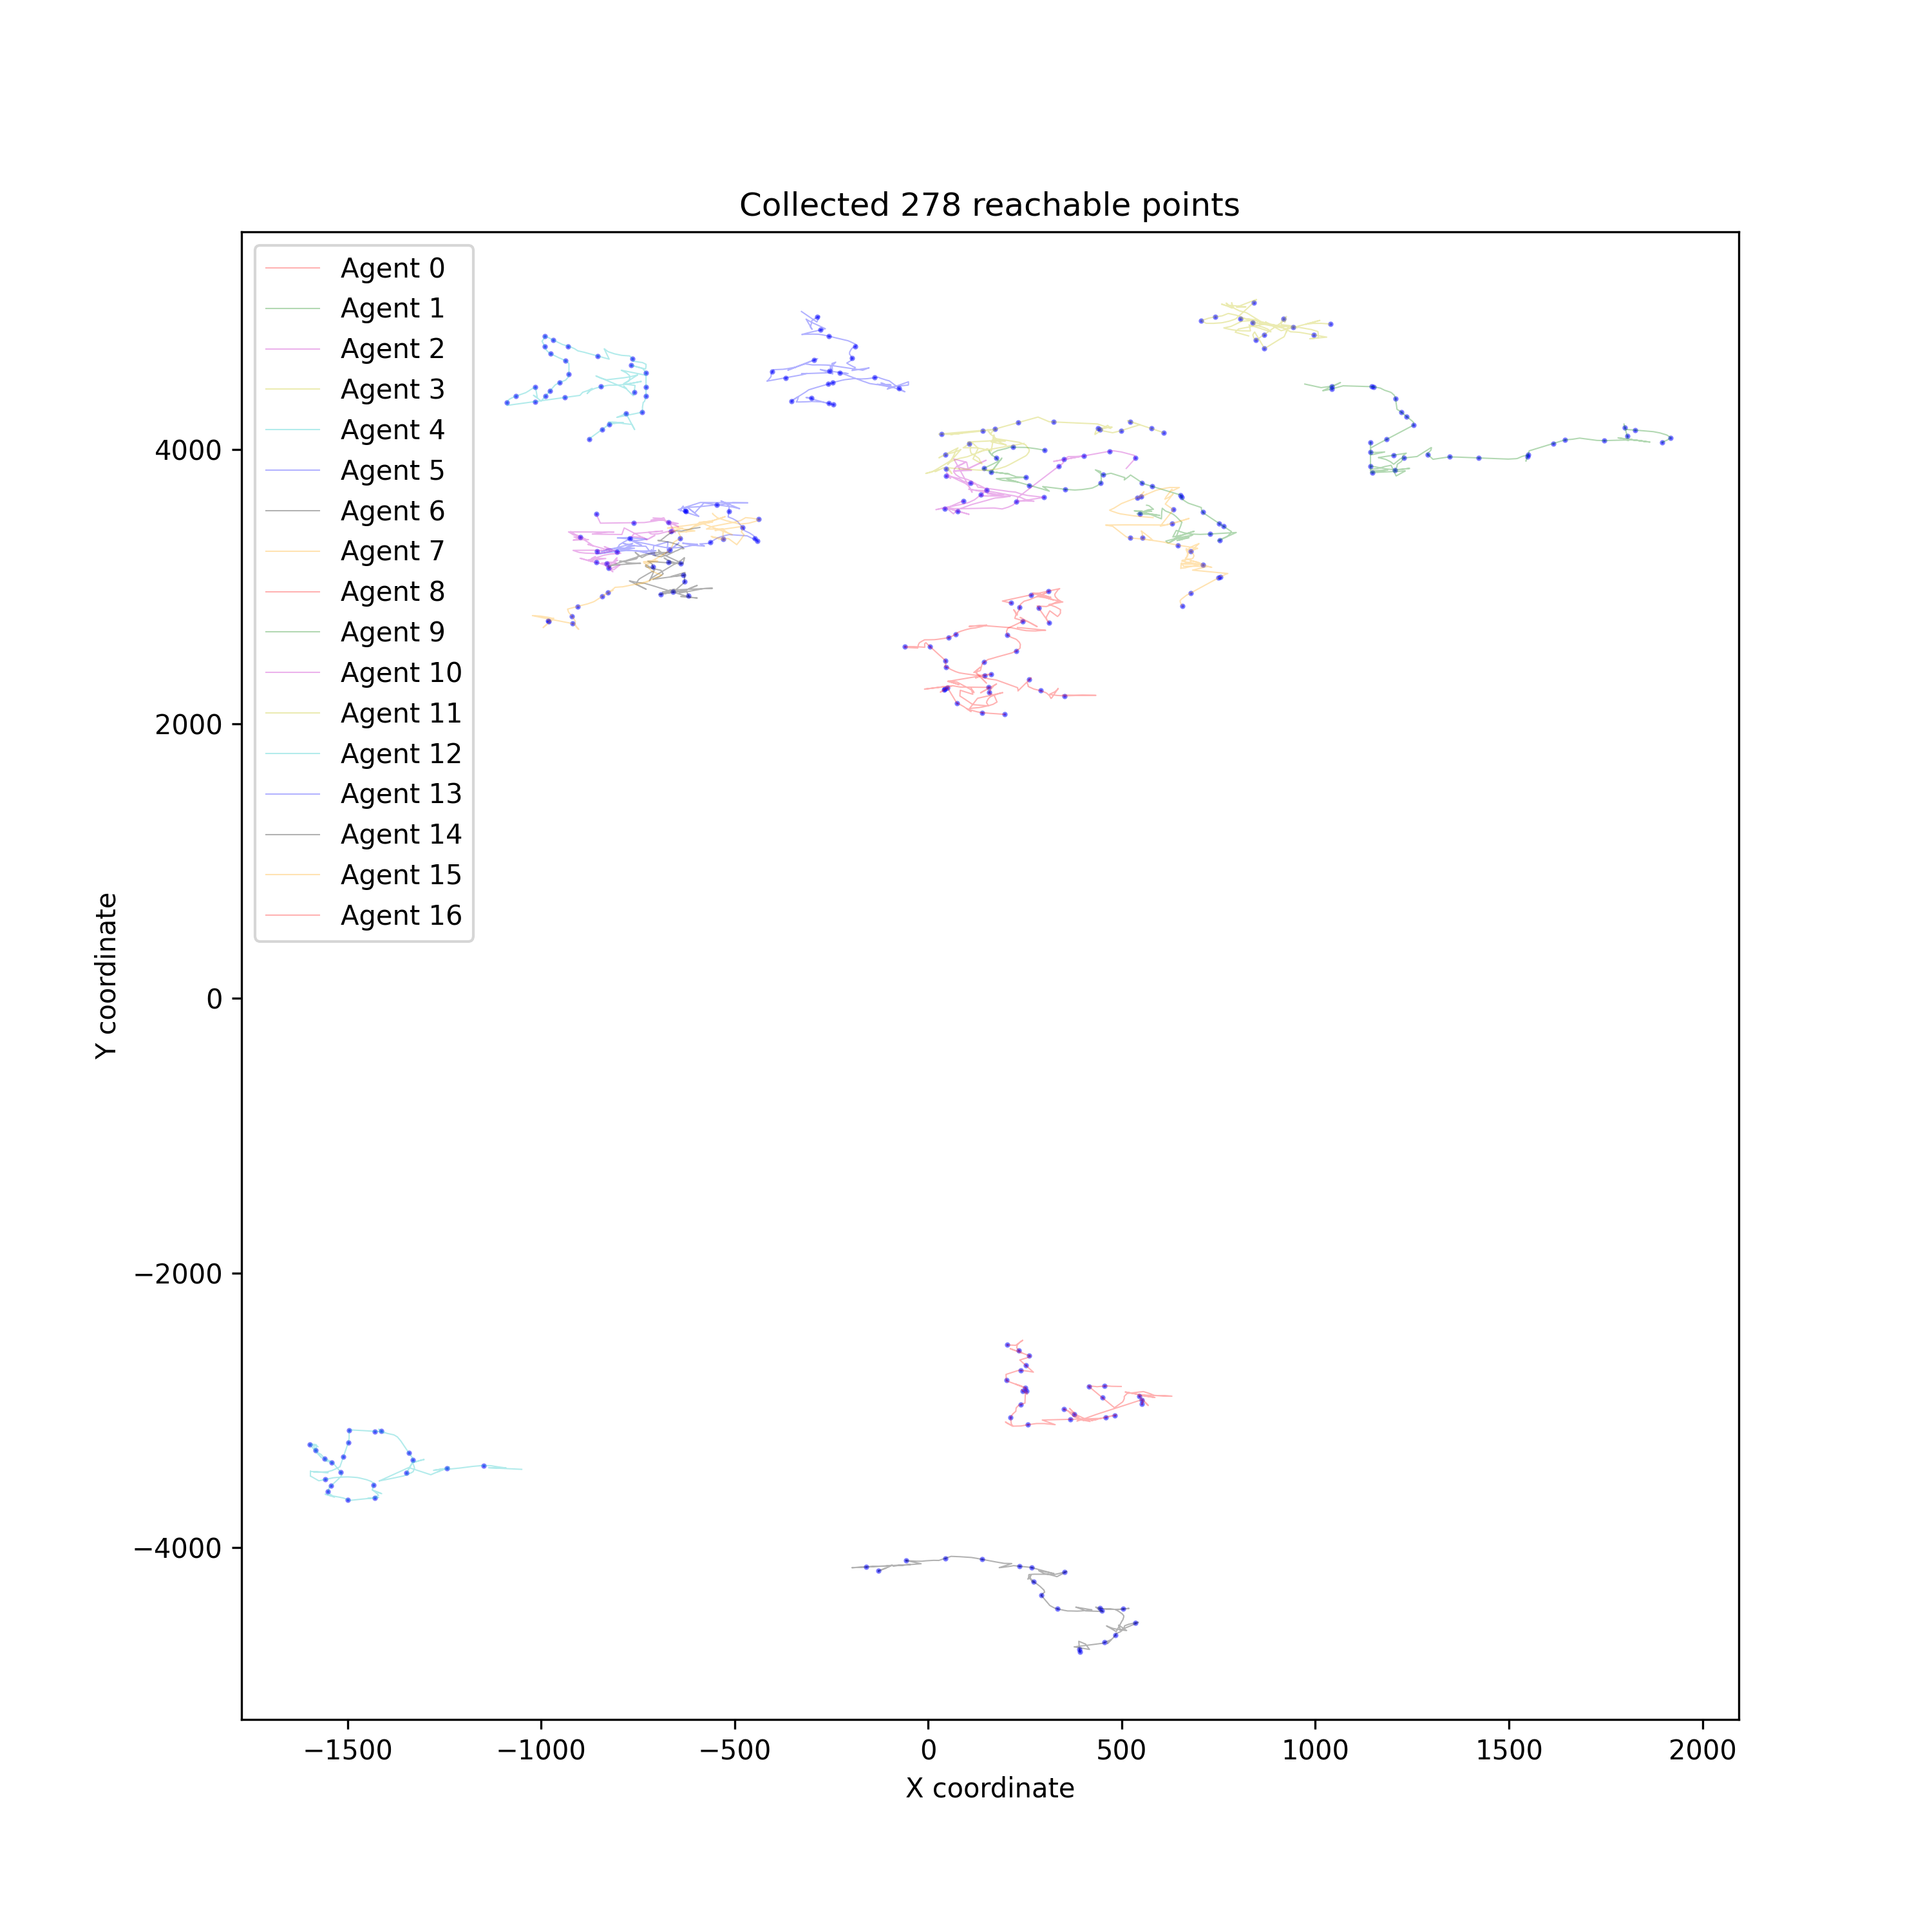 Collected 278 reachable points
Agent 0
Agent 1
Agent 2
Agent 3
Agent 4
Agent 5
Agent 6
Agent 7
Agent 8
Agent 9
Agent 10
Agent 11
Agent 12
Agent 13
Agent 14
Agent 15
Agent 16
4000
2000
0
−2000
−4000
Y coordinate
−1500 −1000 −500 0 500 1000 1500 2000
X coordinate